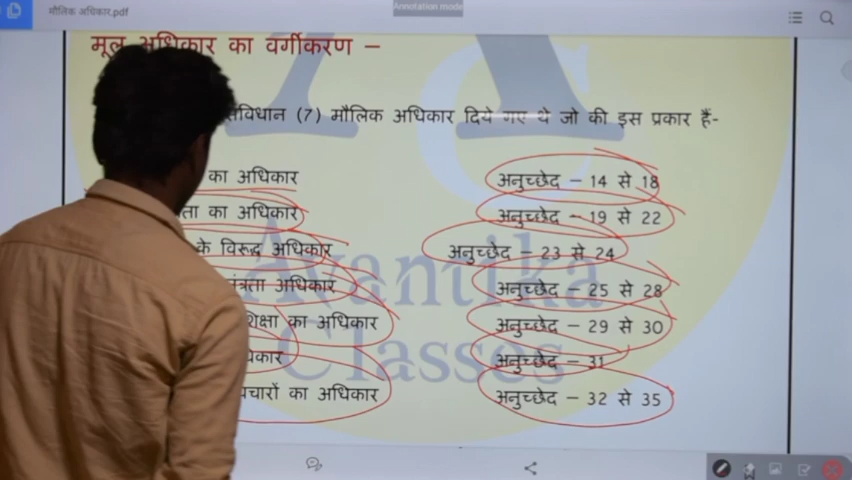 मौलिक अधिकार.pdf
Annotation mode
मूल अधिकार का वर्गीकरण –
संविधान (7) मौलिक अधिकार दिये गए थे जो की इस प्रकार हैं-
का अधिकार अनुच्छेद – 14 से 18
का अधिकार अनुच्छेद – 19 से 22
के विरूद्ध अधिकार अनुच्छेद – 23 से 24
अधिकार अनुच्छेद – 25 से 28
का अधिकार अनुच्छेद – 29 से 30
अनुच्छेद – 31
का अधिकार अनुच्छेद – 32 से 35
Avantika
Classes